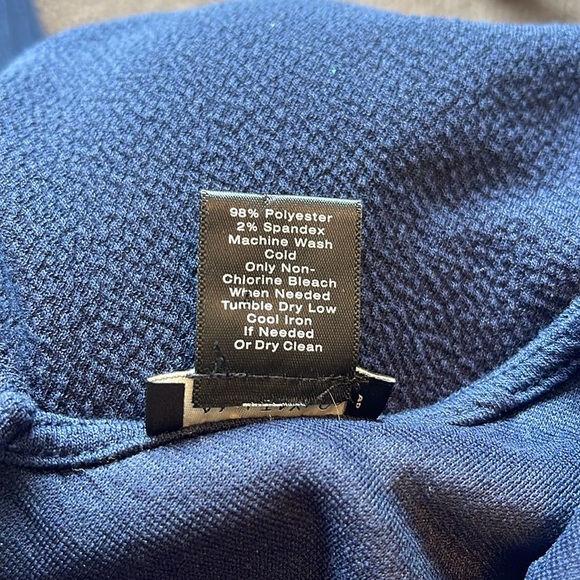 98% Polyester
2% Spandex
Machine Wash
Cold
Only Non-
Chlorine Bleach
When Needed
Tumble Dry Low
Cool Iron
If Needed
Or Dry Clean